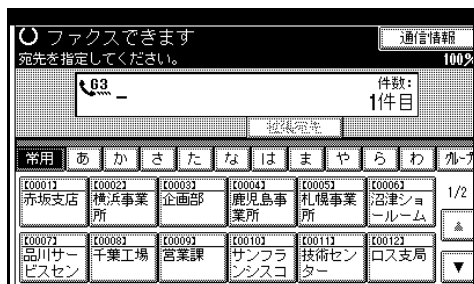 ファクスできます 通信情報
宛先を指定してください。 100%
63 件数:
1件目
拡張宛先
常用 あ か さ た な は ま や ら わ グループ
[00001] [00002] [00003] [00004] [00005] [00006] 1/2
赤坂支店 横浜事業 企画部 鹿児島事 札幌事業 沼津ショ
所 業所 所 ールーム
[00007] [00008] [00009] [00010] [00011] [00012]
品川サー 千葉工場 営業課 サンフラ 技術セン ロス支局
ビスセン ンシスコ ター